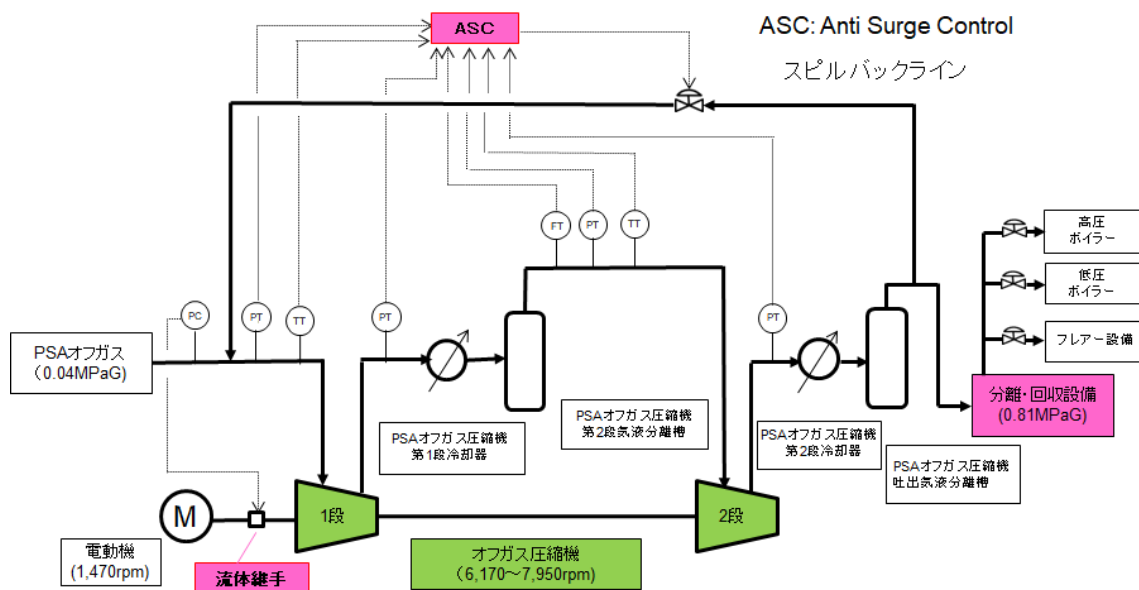 ASC
ASC: Anti Surge Control
スピルバックライン
FT
PT
TT
PC
PT
TT
PT
PT
高圧
ボイラー
低圧
ボイラー
フレアー設備
PSAオフガス
（0.04MPaG)
分離・回収設備
(0.81MPaG)
PSAオフガス圧縮機
第1段冷却器
PSAオフガス圧縮機
第2段気液分離槽
PSAオフガス圧縮機
第2段冷却器
PSAオフガス圧縮機
吐出気液分離槽
M
1段
2段
電動機
(1,470rpm)
流体継手
オフガス圧縮機
（6,170～7,950rpm)